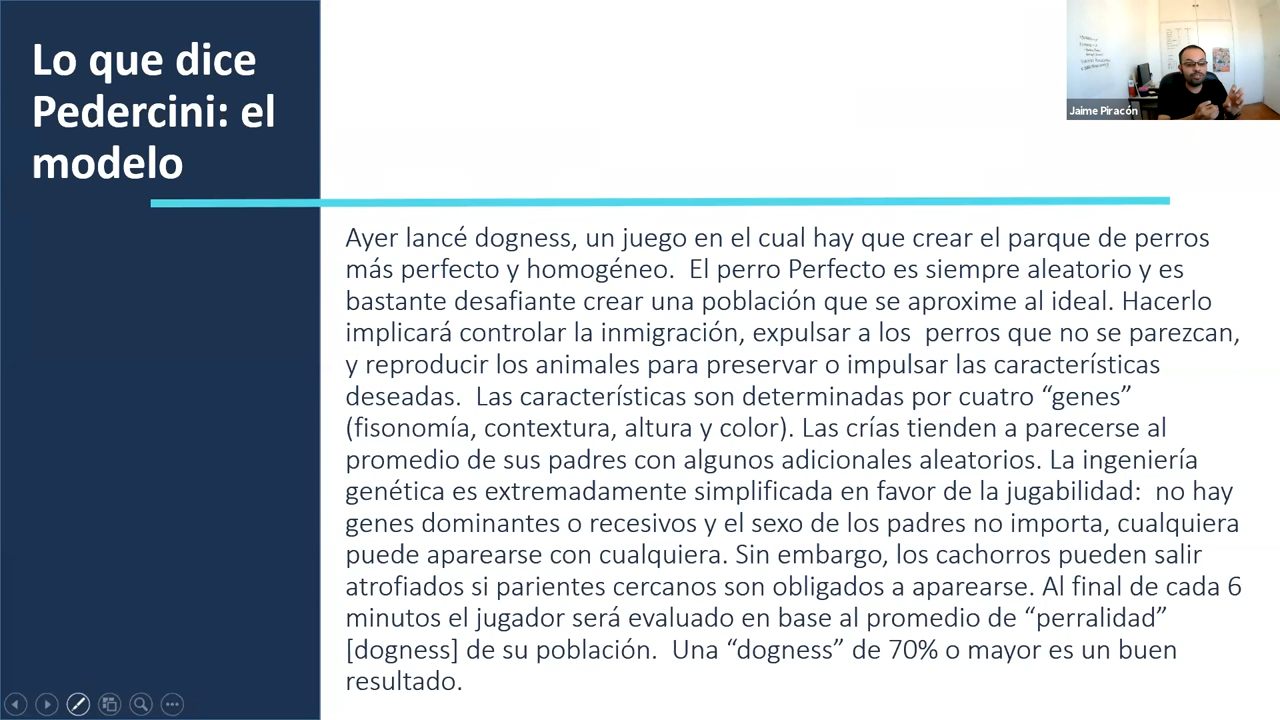 Lo que dice
Pedercini: el
modelo
Jaime Piracón
Ayer lancé dogness, un juego en el cual hay que crear el parque de perros
más perfecto y homogéneo.  El perro Perfecto es siempre aleatorio y es
bastante desafiante crear una población que se aproxime al ideal. Hacerlo
implicará controlar la inmigración, expulsar a los  perros que no se parezcan,
y reproducir los animales para preservar o impulsar las características
deseadas.  Las características son determinadas por cuatro “genes”
(fisonomía, contextura, altura y color). Las crías tienden a parecerse al
promedio de sus padres con algunos adicionales aleatorios. La ingeniería
genética es extremadamente simplificada en favor de la jugabilidad:  no hay
genes dominantes o recesivos y el sexo de los padres no importa, cualquiera
puede aparearse con cualquiera. Sin embargo, los cachorros pueden salir
atrofiados si parientes cercanos son obligados a aparearse. Al final de cada 6
minutos el jugador será evaluado en base al promedio de “perralidad”
[dogness] de su población.  Una “dogness” de 70% o mayor es un buen
resultado.